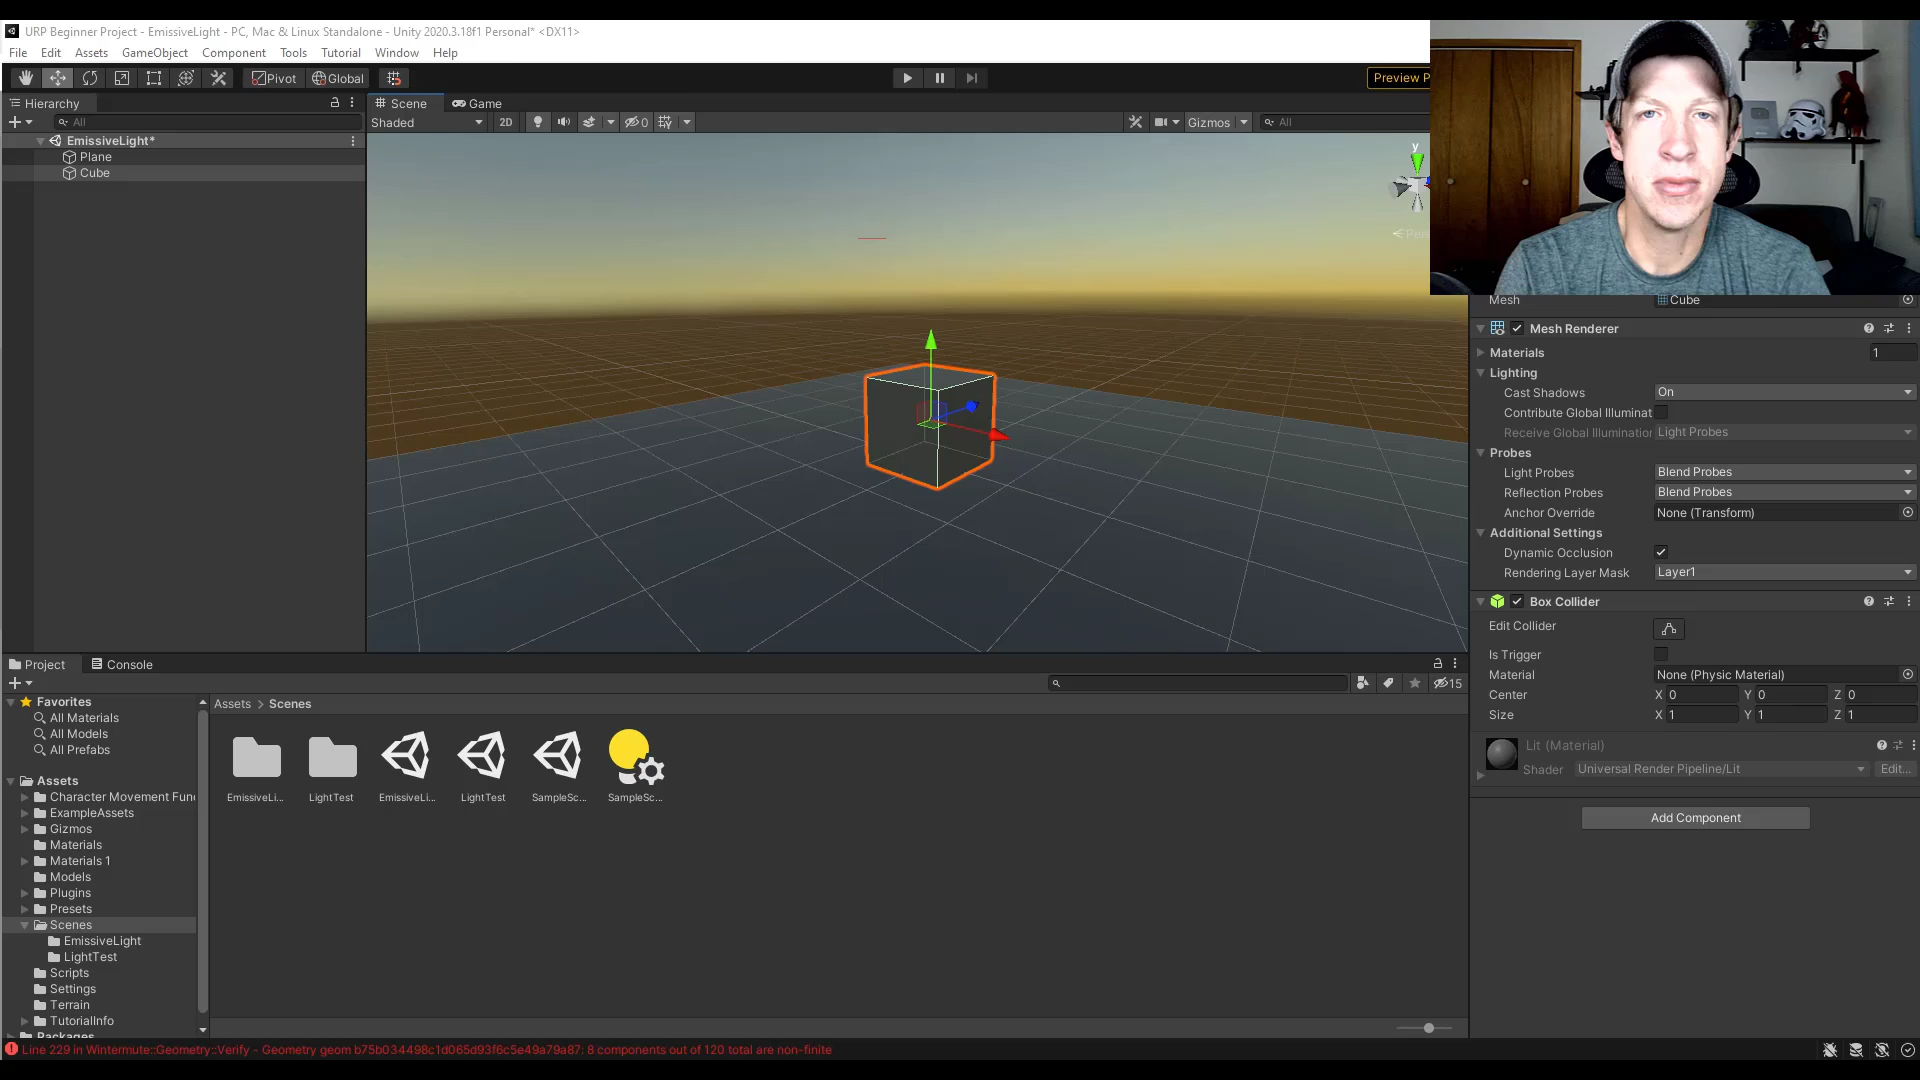 URP Beginner Project - EmissiveLight - PC, Mac & Linux Standalone - Unity 2020.3.18f1 Personal* <DX11>
File Edit Assets GameObject Component Tools Tutorial Window Help
Pivot Global Preview P
Hierarchy
All
EmissiveLight*
Plane
Cube
Scene Game
Shaded 2D 0 Gizmos All
y
Mesh Cube
Mesh Renderer
Materials 1
Lighting
Cast Shadows On
Contribute Global Illuminat
Receive Global Illumination Light Probes
Probes
Light Probes Blend Probes
Reflection Probes Blend Probes
Anchor Override None (Transform)
Additional Settings
Dynamic Occlusion
Rendering Layer Mask Layer1
Box Collider
Edit Collider
Is Trigger
Material None (Physic Material)
Center X 0 Y 0 Z 0
Size X 1 Y 1 Z 1
Lit (Material)
Shader Universal Render Pipeline/Lit Edit...
Add Component
Project Console
15
Favorites
All Materials
All Models
All Prefabs
Assets
Character Movement Fun
ExampleAssets
Gizmos
Materials
Materials 1
Models
Plugins
Presets
Scenes
EmissiveLight
LightTest
Scripts
Settings
Terrain
TutorialInfo
Packages
Assets > Scenes
EmissiveLi... LightTest EmissiveLi... LightTest SampleSc... SampleSc...
Line 229 in Wintermute::Geometry::Verify - Geometry geom b75b034498c1d065d93f6c5e49a79a87: 8 components out of 120 total are non-finite